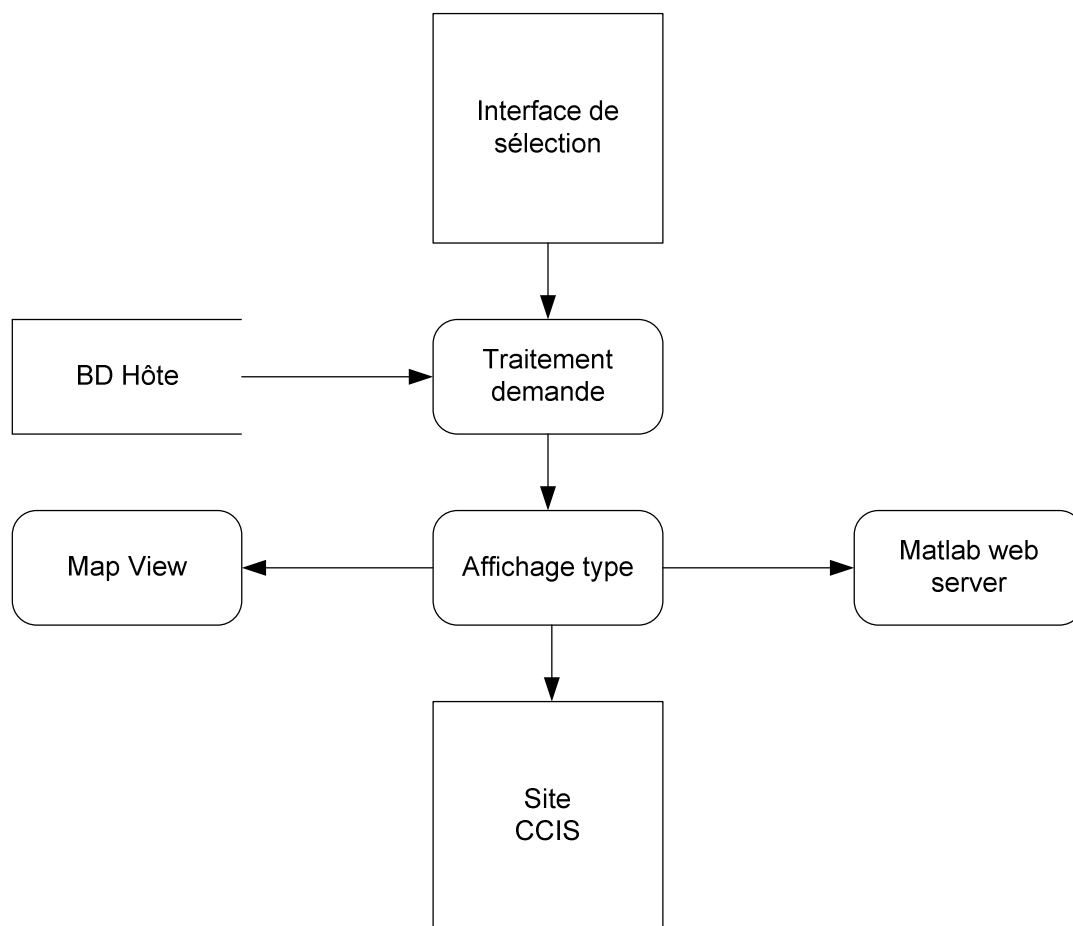 Interface de
sélection
BD Hôte
Traitement
demande
Map View
Affichage type
Matlab web
server
Site
CCIS